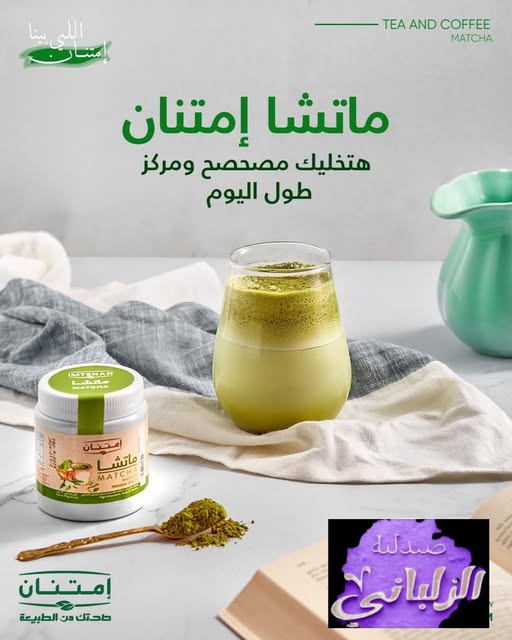 اللي بينا
إمتنان
TEA AND COFFEE
MATCHA
ماتشا إمتنان
هتخليك مصحصح ومركز
طول اليوم
IMTENAN
ماتشا
MATCHA
إمتنان
ماتشا
MATCHA
إمتنان
صحتك من الطبيعة
صيدلية
الزلباني